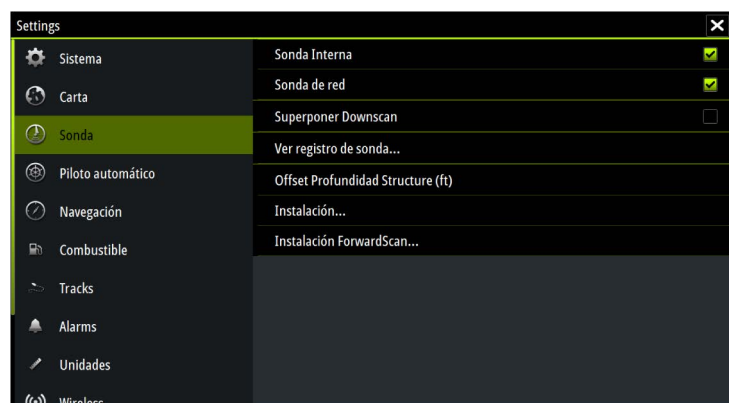 Settings
Sistema
Carta
Sonda
Piloto automático
Navegación
Combustible
Tracks
Alarms
Unidades
Wireless
Sonda Interna
Sonda de red
Superponer Downscan
Ver registro de sonda...
Offset Profundidad Structure (ft)
Instalación...
Instalación ForwardScan...